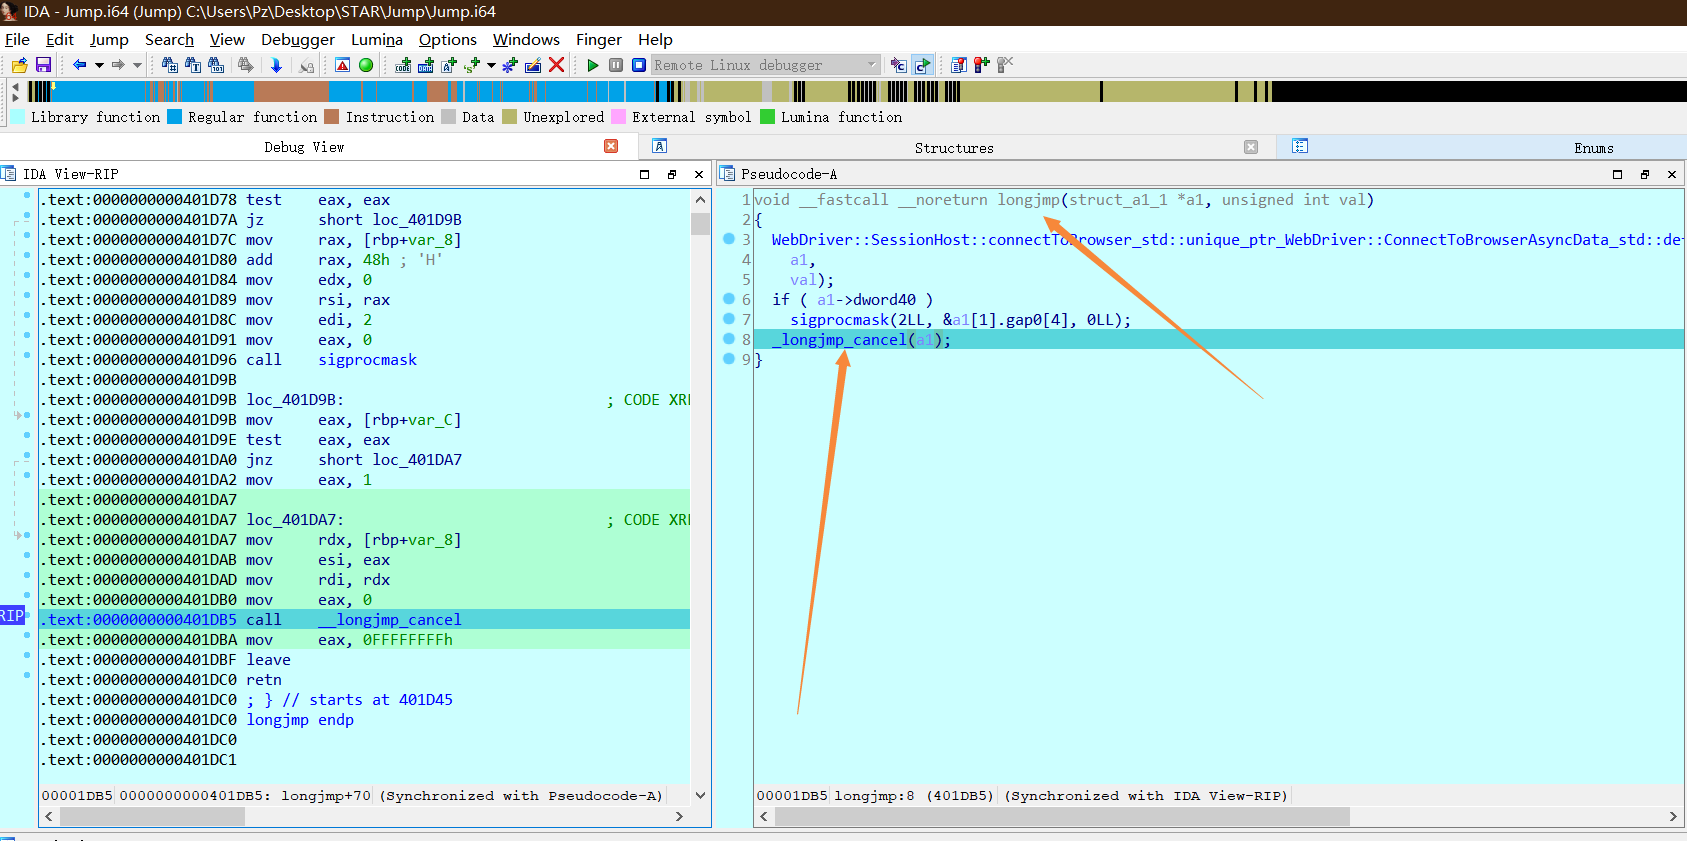 IDA - Jump.i64 (Jump) C:\Users\Pz\Desktop\STAR\Jump\Jump.i64
File Edit Jump Search View Debugger Lumina Options Windows Finger Help
Remote Linux debugger
Library function Regular function Instruction Data Unexplored External symbol Lumina function
Debug View Structures Enums
IDA View-RIP
.text:0000000000401D78 test eax, eax
.text:0000000000401D7A jz short loc_401D9B
.text:0000000000401D7C mov rax, [rbp+var_8]
.text:0000000000401D80 add rax, 48h ; 'H'
.text:0000000000401D84 mov edx, 0
.text:0000000000401D89 mov rsi, rax
.text:0000000000401D8C mov edi, 2
.text:0000000000401D91 mov eax, 0
.text:0000000000401D96 call sigprocmask
.text:0000000000401D9B
.text:0000000000401D9B loc_401D9B: ; CODE XRE
.text:0000000000401D9B mov eax, [rbp+var_C]
.text:0000000000401D9E test eax, eax
.text:0000000000401DA0 jnz short loc_401DA7
.text:0000000000401DA2 mov eax, 1
.text:0000000000401DA7
.text:0000000000401DA7 loc_401DA7: ; CODE XRE
.text:0000000000401DA7 mov rdx, [rbp+var_8]
.text:0000000000401DAB mov esi, eax
.text:0000000000401DAD mov rdi, rdx
.text:0000000000401DB0 mov eax, 0
RIP .text:0000000000401DB5 call __longjmp_cancel
.text:0000000000401DBA mov eax, 0FFFFFFFFh
.text:0000000000401DBF leave
.text:0000000000401DC0 retn
.text:0000000000401DC0 ; } // starts at 401D45
.text:0000000000401DC0 longjmp endp
.text:0000000000401DC0
.text:0000000000401DC1
00001DB5 0000000000401DB5: longjmp+70 (Synchronized with Pseudocode-A)
Pseudocode-A
1 void __fastcall __noreturn longjmp(struct_a1_1 *a1, unsigned int val)
2 {
3 WebDriver::SessionHost::connectToBrowser_std::unique_ptr_WebDriver::ConnectToBrowserAsyncData_std::de
4 a1,
5 val);
6 if ( a1->dword40 )
7 sigprocmask(2LL, &a1[1].gap0[4], 0LL);
8 _longjmp_cancel(a1);
9 }
00001DB5 longjmp:8 (401DB5) (Synchronized with IDA View-RIP)